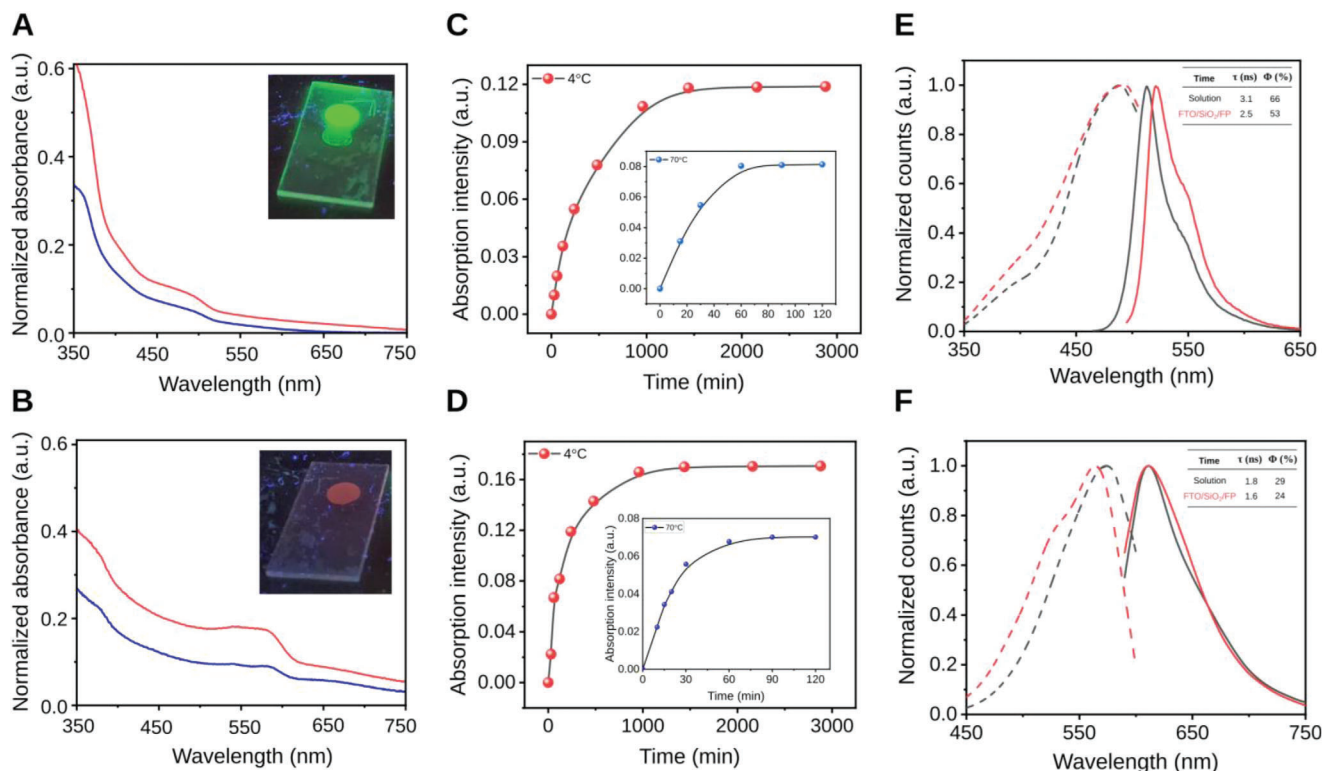 A
Normalized absorbance (a.u.)
0.6
0.4
0.2
0.0
350 450 550 650 750
Wavelength (nm)
B
Normalized absorbance (a.u.)
0.6
0.4
0.2
0.0
350 450 550 650 750
Wavelength (nm)
C
Absorption intensity (a.u.)
4°C
0.12
0.09
0.06
0.03
0.00
0 1000 2000 3000
Time (min)
70°C
0.08
0.06
0.04
0.02
0.00
0 20 40 60 80 100 120
D
Absorption intensity (a.u.)
4°C
0.16
0.12
0.08
0.04
0.00
0 1000 2000 3000
Time (min)
Absorption intensity (a.u.)
70°C
0.08
0.06
0.04
0.02
0.00
0 30 60 90 120
Time (min)
E
Normalized counts (a.u.)
1.0
0.8
0.6
0.4
0.2
0.0
350 450 550 650
Wavelength (nm)
Time τ (ns) Φ (%)
Solution 3.1 66
FTO/SiO₂/FP 2.5 53
F
Normalized counts (a.u.)
1.0
0.8
0.6
0.4
0.2
0.0
450 550 650 750
Wavelength (nm)
Time τ (ns) Φ (%)
Solution 1.8 29
FTO/SiO₂/FP 1.6 24